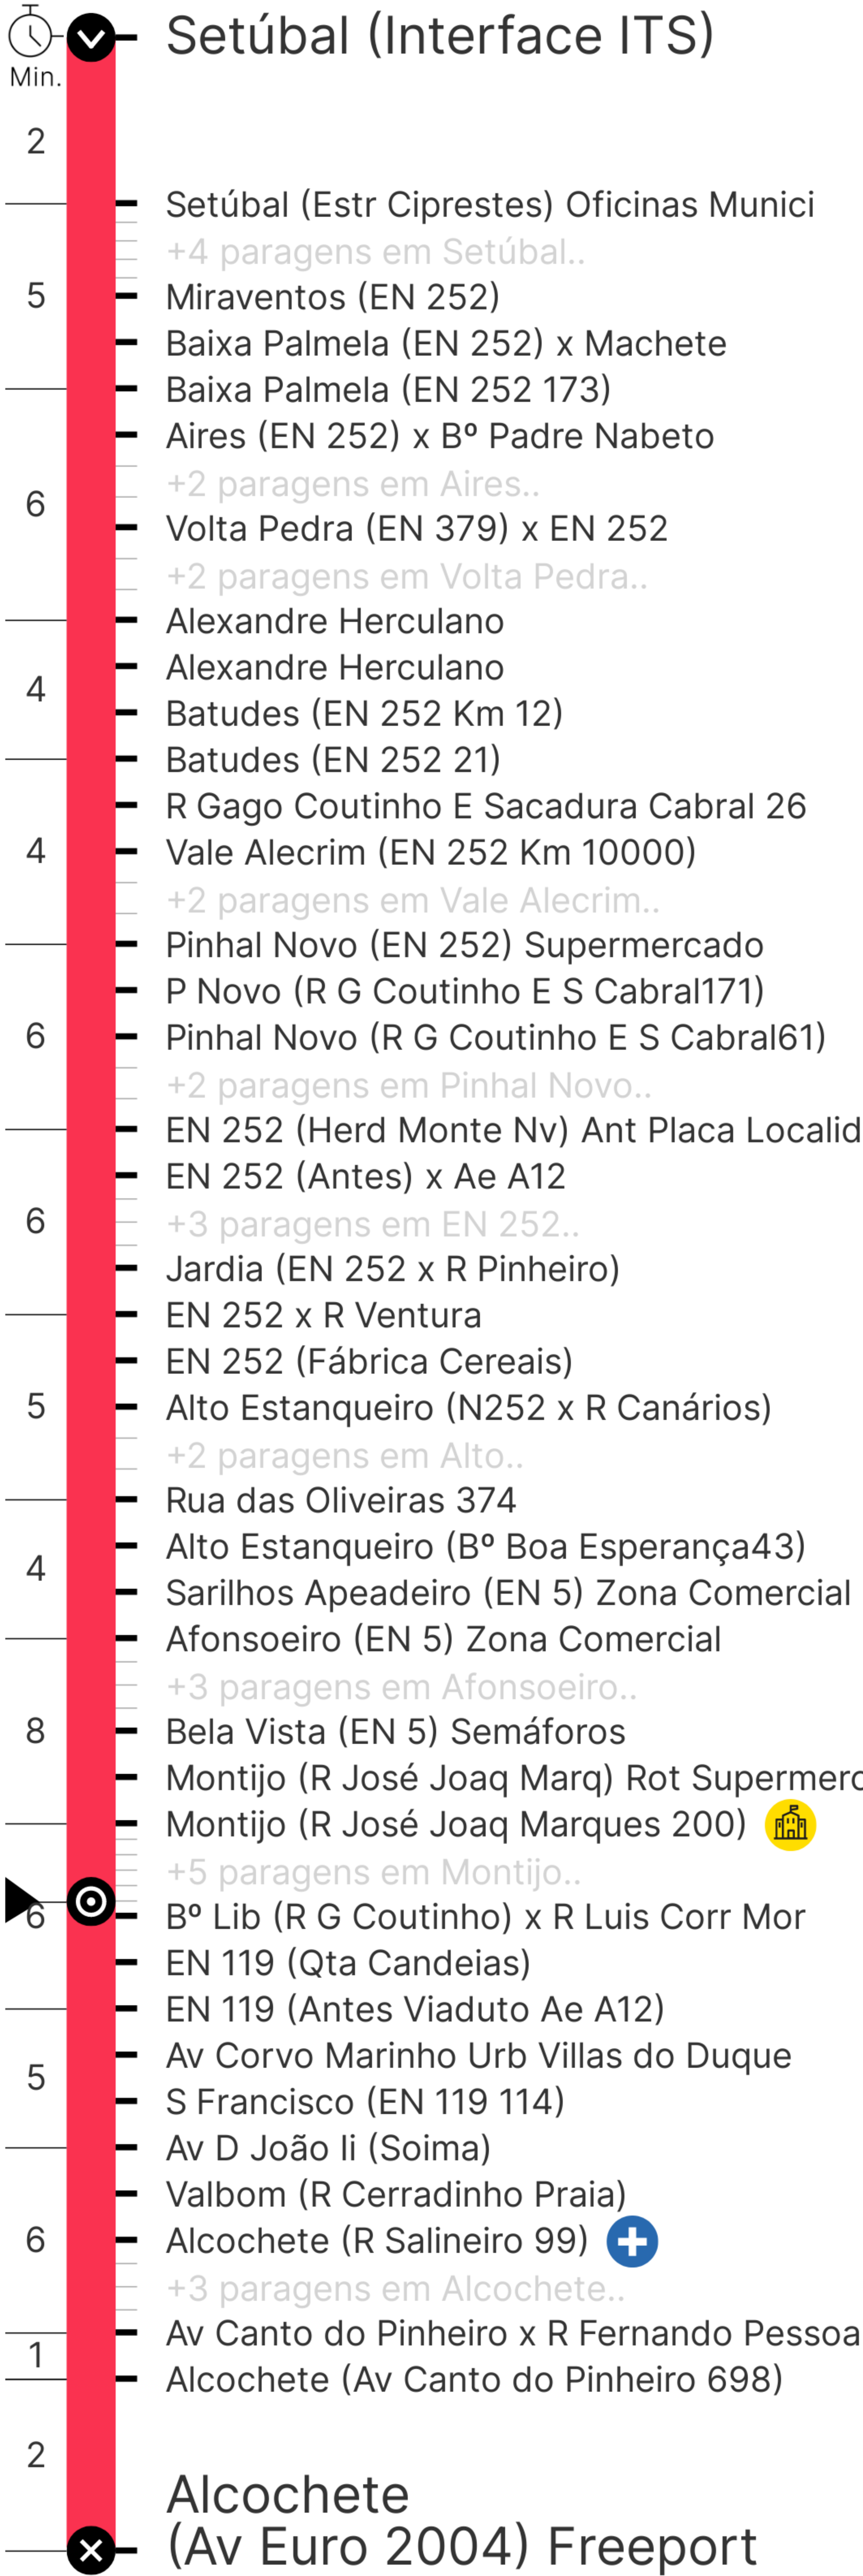 Setúbal (Interface ITS)
Min.
2
Setúbal (Estr Ciprestes) Oficinas Munici
+4 paragens em Setúbal..
5
Miraventos (EN 252)
Baixa Palmela (EN 252) x Machete
Baixa Palmela (EN 252 173)
Aires (EN 252) x Bº Padre Nabeto
+2 paragens em Aires..
6
Volta Pedra (EN 379) x EN 252
+2 paragens em Volta Pedra..
Alexandre Herculano
Alexandre Herculano
4
Batudes (EN 252 Km 12)
Batudes (EN 252 21)
R Gago Coutinho E Sacadura Cabral 26
4
Vale Alecrim (EN 252 Km 10000)
+2 paragens em Vale Alecrim..
Pinhal Novo (EN 252) Supermercado
P Novo (R G Coutinho E S Cabral171)
6
Pinhal Novo (R G Coutinho E S Cabral61)
+2 paragens em Pinhal Novo..
EN 252 (Herd Monte Nv) Ant Placa Localid
EN 252 (Antes) x Ae A12
6
+3 paragens em EN 252..
Jardia (EN 252 x R Pinheiro)
EN 252 x R Ventura
EN 252 (Fábrica Cereais)
5
Alto Estanqueiro (N252 x R Canários)
+2 paragens em Alto..
Rua das Oliveiras 374
Alto Estanqueiro (Bº Boa Esperança43)
4
Sarilhos Apeadeiro (EN 5) Zona Comercial
Afonsoeiro (EN 5) Zona Comercial
+3 paragens em Afonsoeiro..
8
Bela Vista (EN 5) Semáforos
Montijo (R José Joaq Marq) Rot Supermerc
Montijo (R José Joaq Marques 200)
+5 paragens em Montijo..
6
Bº Lib (R G Coutinho) x R Luis Corr Mor
EN 119 (Qta Candeias)
EN 119 (Antes Viaduto Ae A12)
Av Corvo Marinho Urb Villas do Duque
5
S Francisco (EN 119 114)
Av D João Ii (Soima)
Valbom (R Cerradinho Praia)
6
Alcochete (R Salineiro 99)
+3 paragens em Alcochete..
Av Canto do Pinheiro x R Fernando Pessoa
1
Alcochete (Av Canto do Pinheiro 698)
2
Alcochete
(Av Euro 2004) Freeport